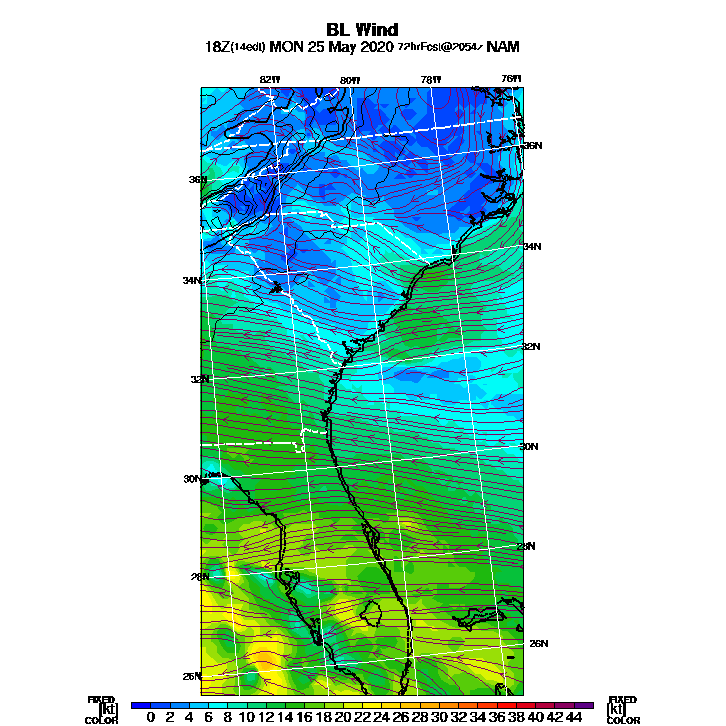 BL Wind
18Z(14edt) MON 25 May 2020 72hrFcst@2054z NAM
82W 80W 78W 76W
36N
36N
34N
34N
32N
32N
30N
30N
28N
28N
26N
26N
FIXED FIXED
[kt] 0 2 4 6 8 10 12 14 16 18 20 22 24 26 28 30 32 34 36 38 40 42 44 [kt]
COLOR COLOR